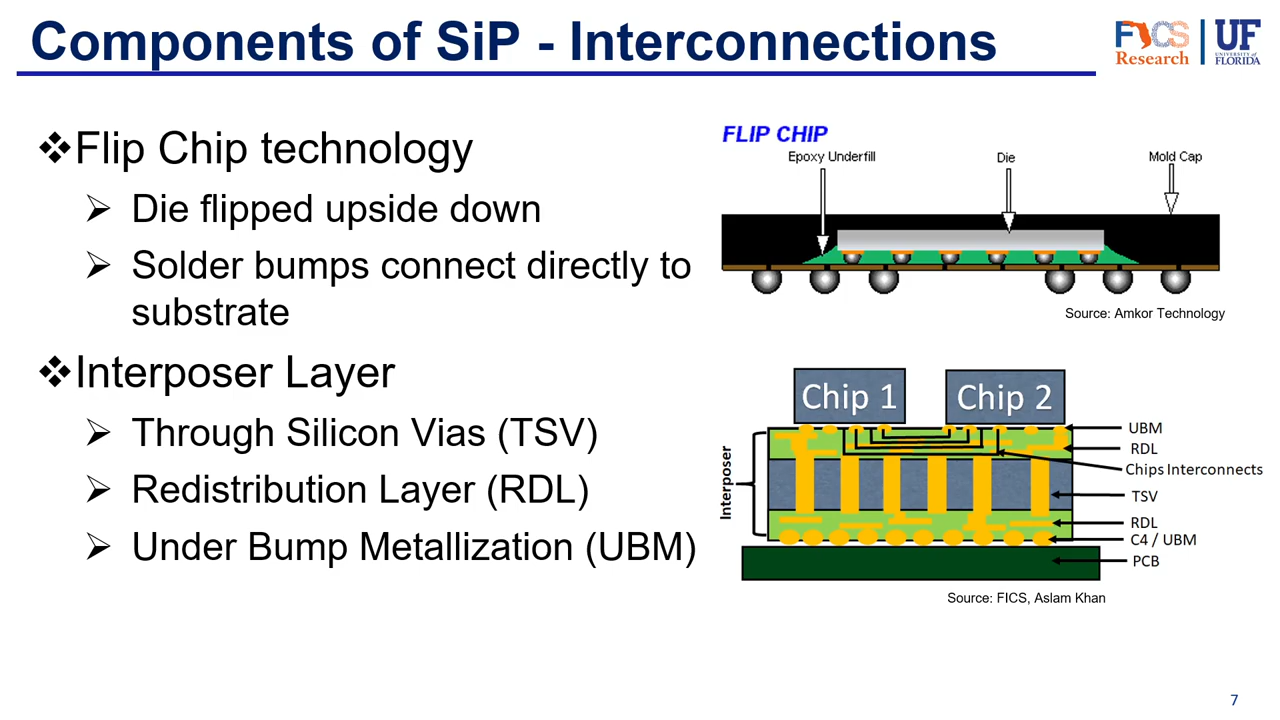 Components of SiP - Interconnections
FICS
Research
UF
UNIVERSITY of
FLORIDA
❖Flip Chip technology
➢ Die flipped upside down
➢ Solder bumps connect directly to
substrate
❖Interposer Layer
➢ Through Silicon Vias (TSV)
➢ Redistribution Layer (RDL)
➢ Under Bump Metallization (UBM)
FLIP CHIP
Epoxy Underfill
Die
Mold Cap
Source: Amkor Technology
Chip 1
Chip 2
Interposer
UBM
RDL
Chips Interconnects
TSV
RDL
C4 / UBM
PCB
Source: FICS, Aslam Khan
7